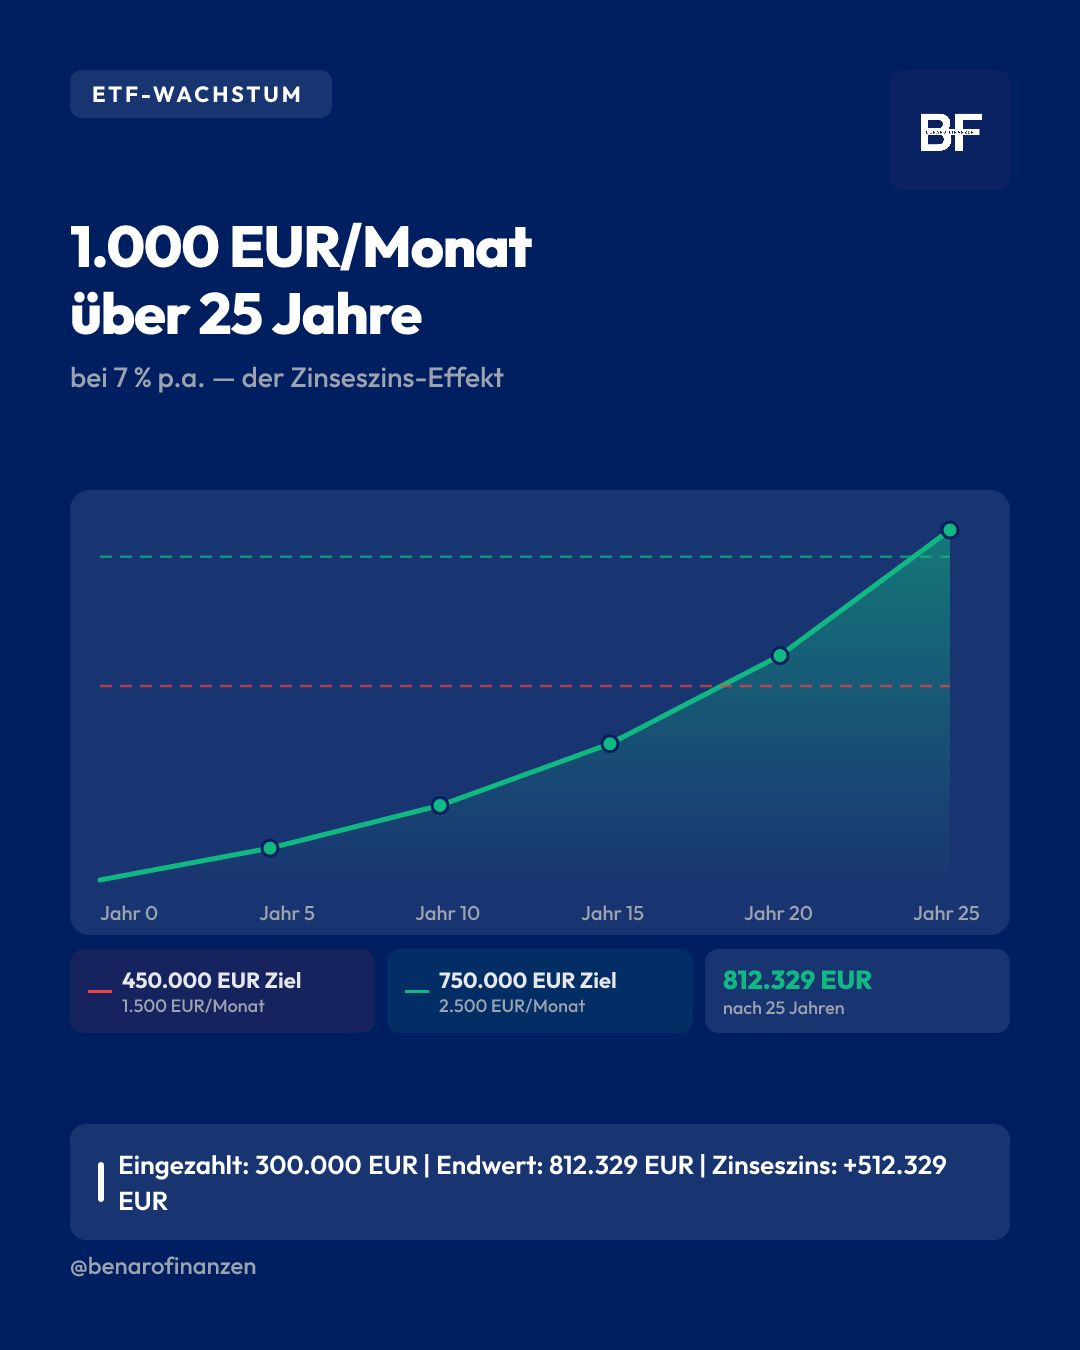 ETF-WACHSTUM
BF
1.000 EUR/Monat
über 25 Jahre
bei 7 % p.a. — der Zinseszins-Effekt
Jahr 0 Jahr 5 Jahr 10 Jahr 15 Jahr 20 Jahr 25
450.000 EUR Ziel
1.500 EUR/Monat
750.000 EUR Ziel
2.500 EUR/Monat
812.329 EUR
nach 25 Jahren
Eingezahlt: 300.000 EUR | Endwert: 812.329 EUR | Zinseszins: +512.329
EUR
@benarofinanzen